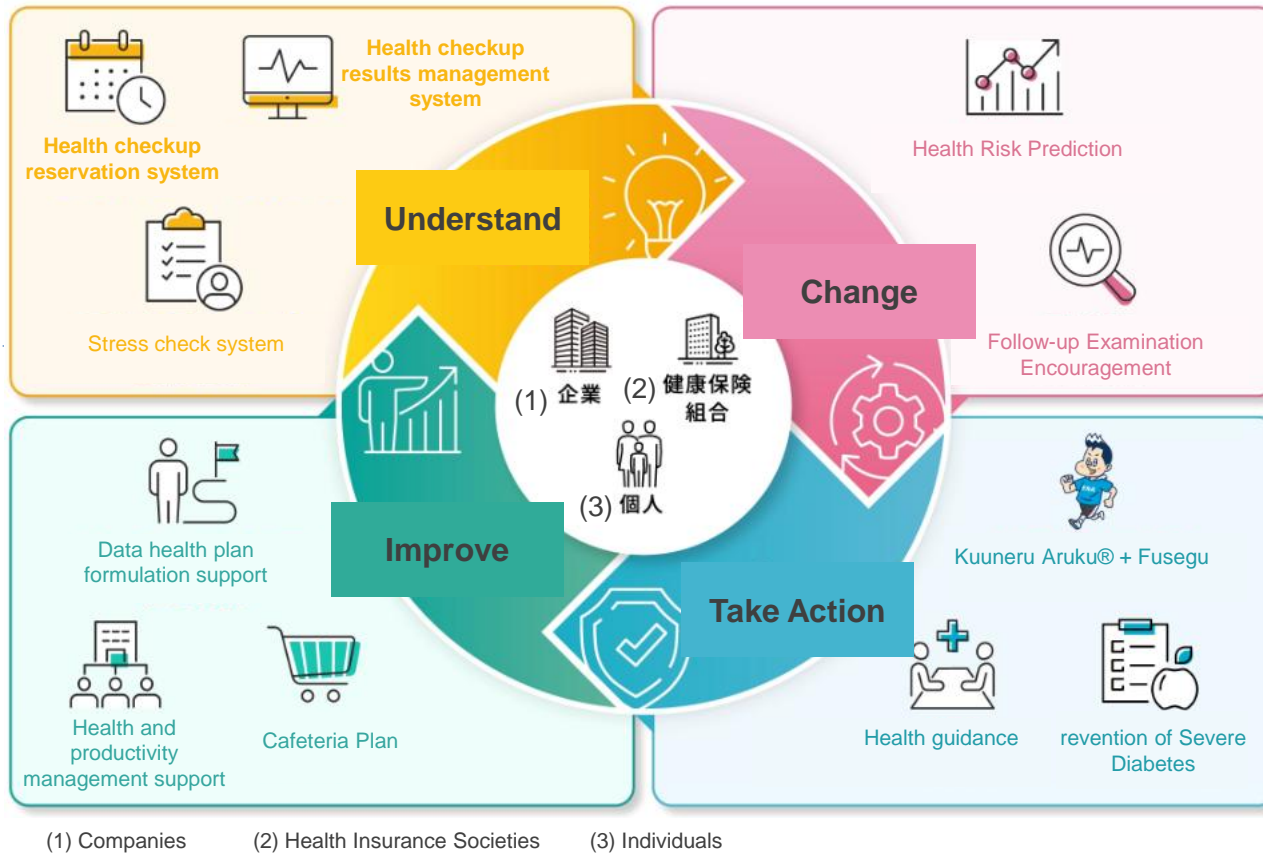 Health checkup
results management
system
Health checkup
reservation system
Stress check system
Understand
Health Risk Prediction
Follow-up Examination
Encouragement
Change
(1) 企業
(2) 健康保険
組合
(3) 個人
Improve
Data health plan
formulation support
Health and
productivity
management support
Cafeteria Plan
Take Action
Kuuneru Aruku® + Fusegu
Health guidance
revention of Severe
Diabetes
(1) Companies (2) Health Insurance Societies (3) Individuals